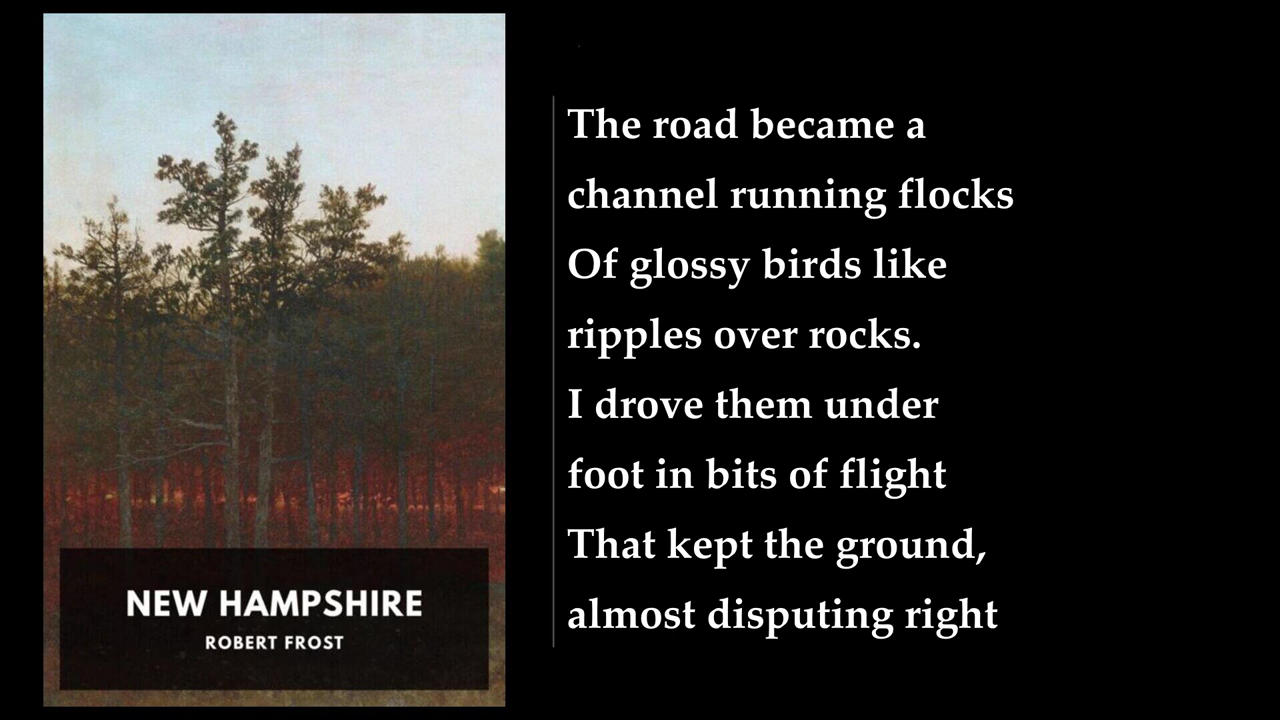 NEW HAMPSHIRE
ROBERT FROST
The road became a
channel running flocks
Of glossy birds like
ripples over rocks.
I drove them under
foot in bits of flight
That kept the ground,
almost disputing right